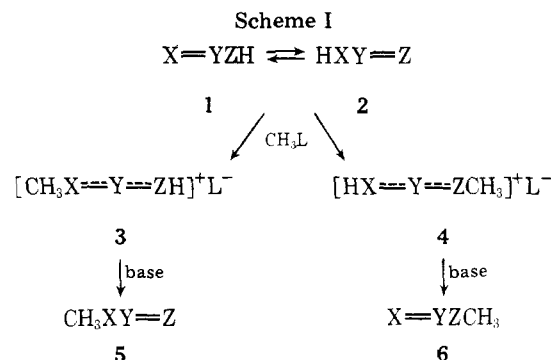 Scheme I
X=YZH ⇌ HXY=Z
1 2
CH₃L
[CH₃X===Y===ZH]⁺L⁻ [HX===Y===ZCH₃]⁺L⁻
3 4
base base
CH₃XY=Z X=YZCH₃
5 6